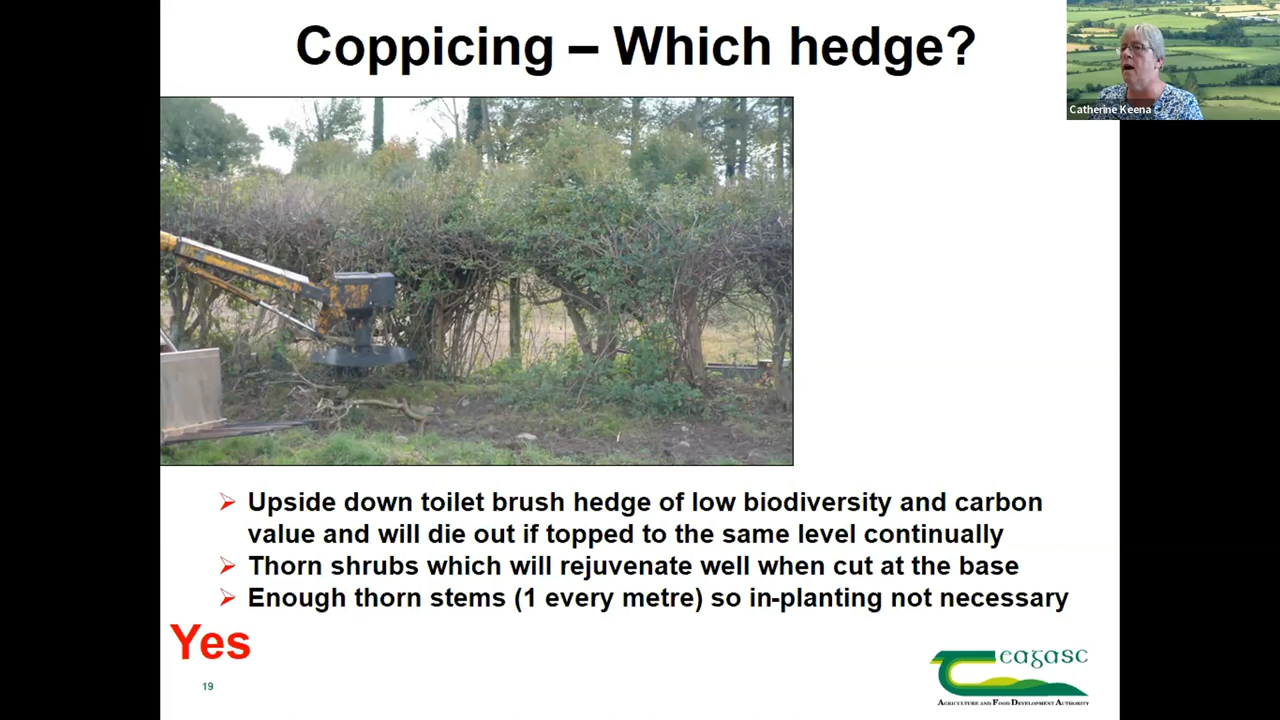 Coppicing – Which hedge?
Catherine Keena
➢ Upside down toilet brush hedge of low biodiversity and carbon
value and will die out if topped to the same level continually
➢ Thorn shrubs which will rejuvenate well when cut at the base
➢ Enough thorn stems (1 every metre) so in-planting not necessary
Yes
19
Teagasc
AGRICULTURE AND FOOD DEVELOPMENT AUTHORITY